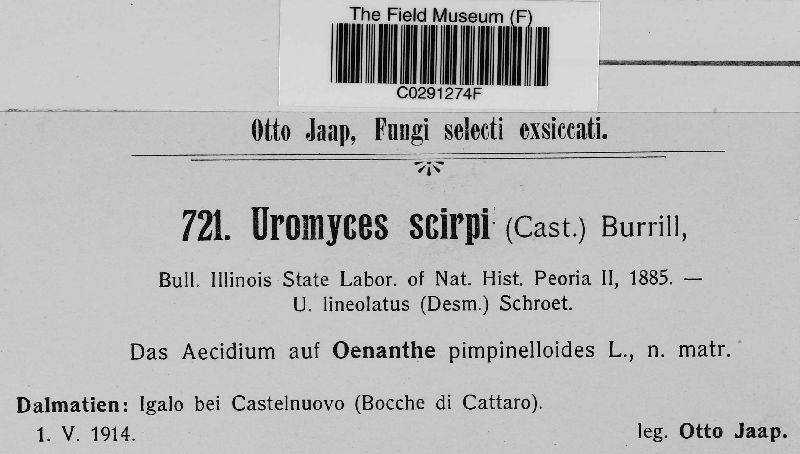 The Field Museum (F)
C0291274F
Otto Jaap, Fungi selecti exsiccati.
721. Uromyces scirpi (Cast.) Burrill,
Bull. Illinois State Labor. of Nat. Hist. Peoria II, 1885. —
U. lineolatus (Desm.) Schroet.
Das Aecidium auf Oenanthe pimpinelloides L., n. matr.
Dalmatien: Igalo bei Castelnuovo (Bocche di Cattaro).
1. V. 1914. leg. Otto Jaap.